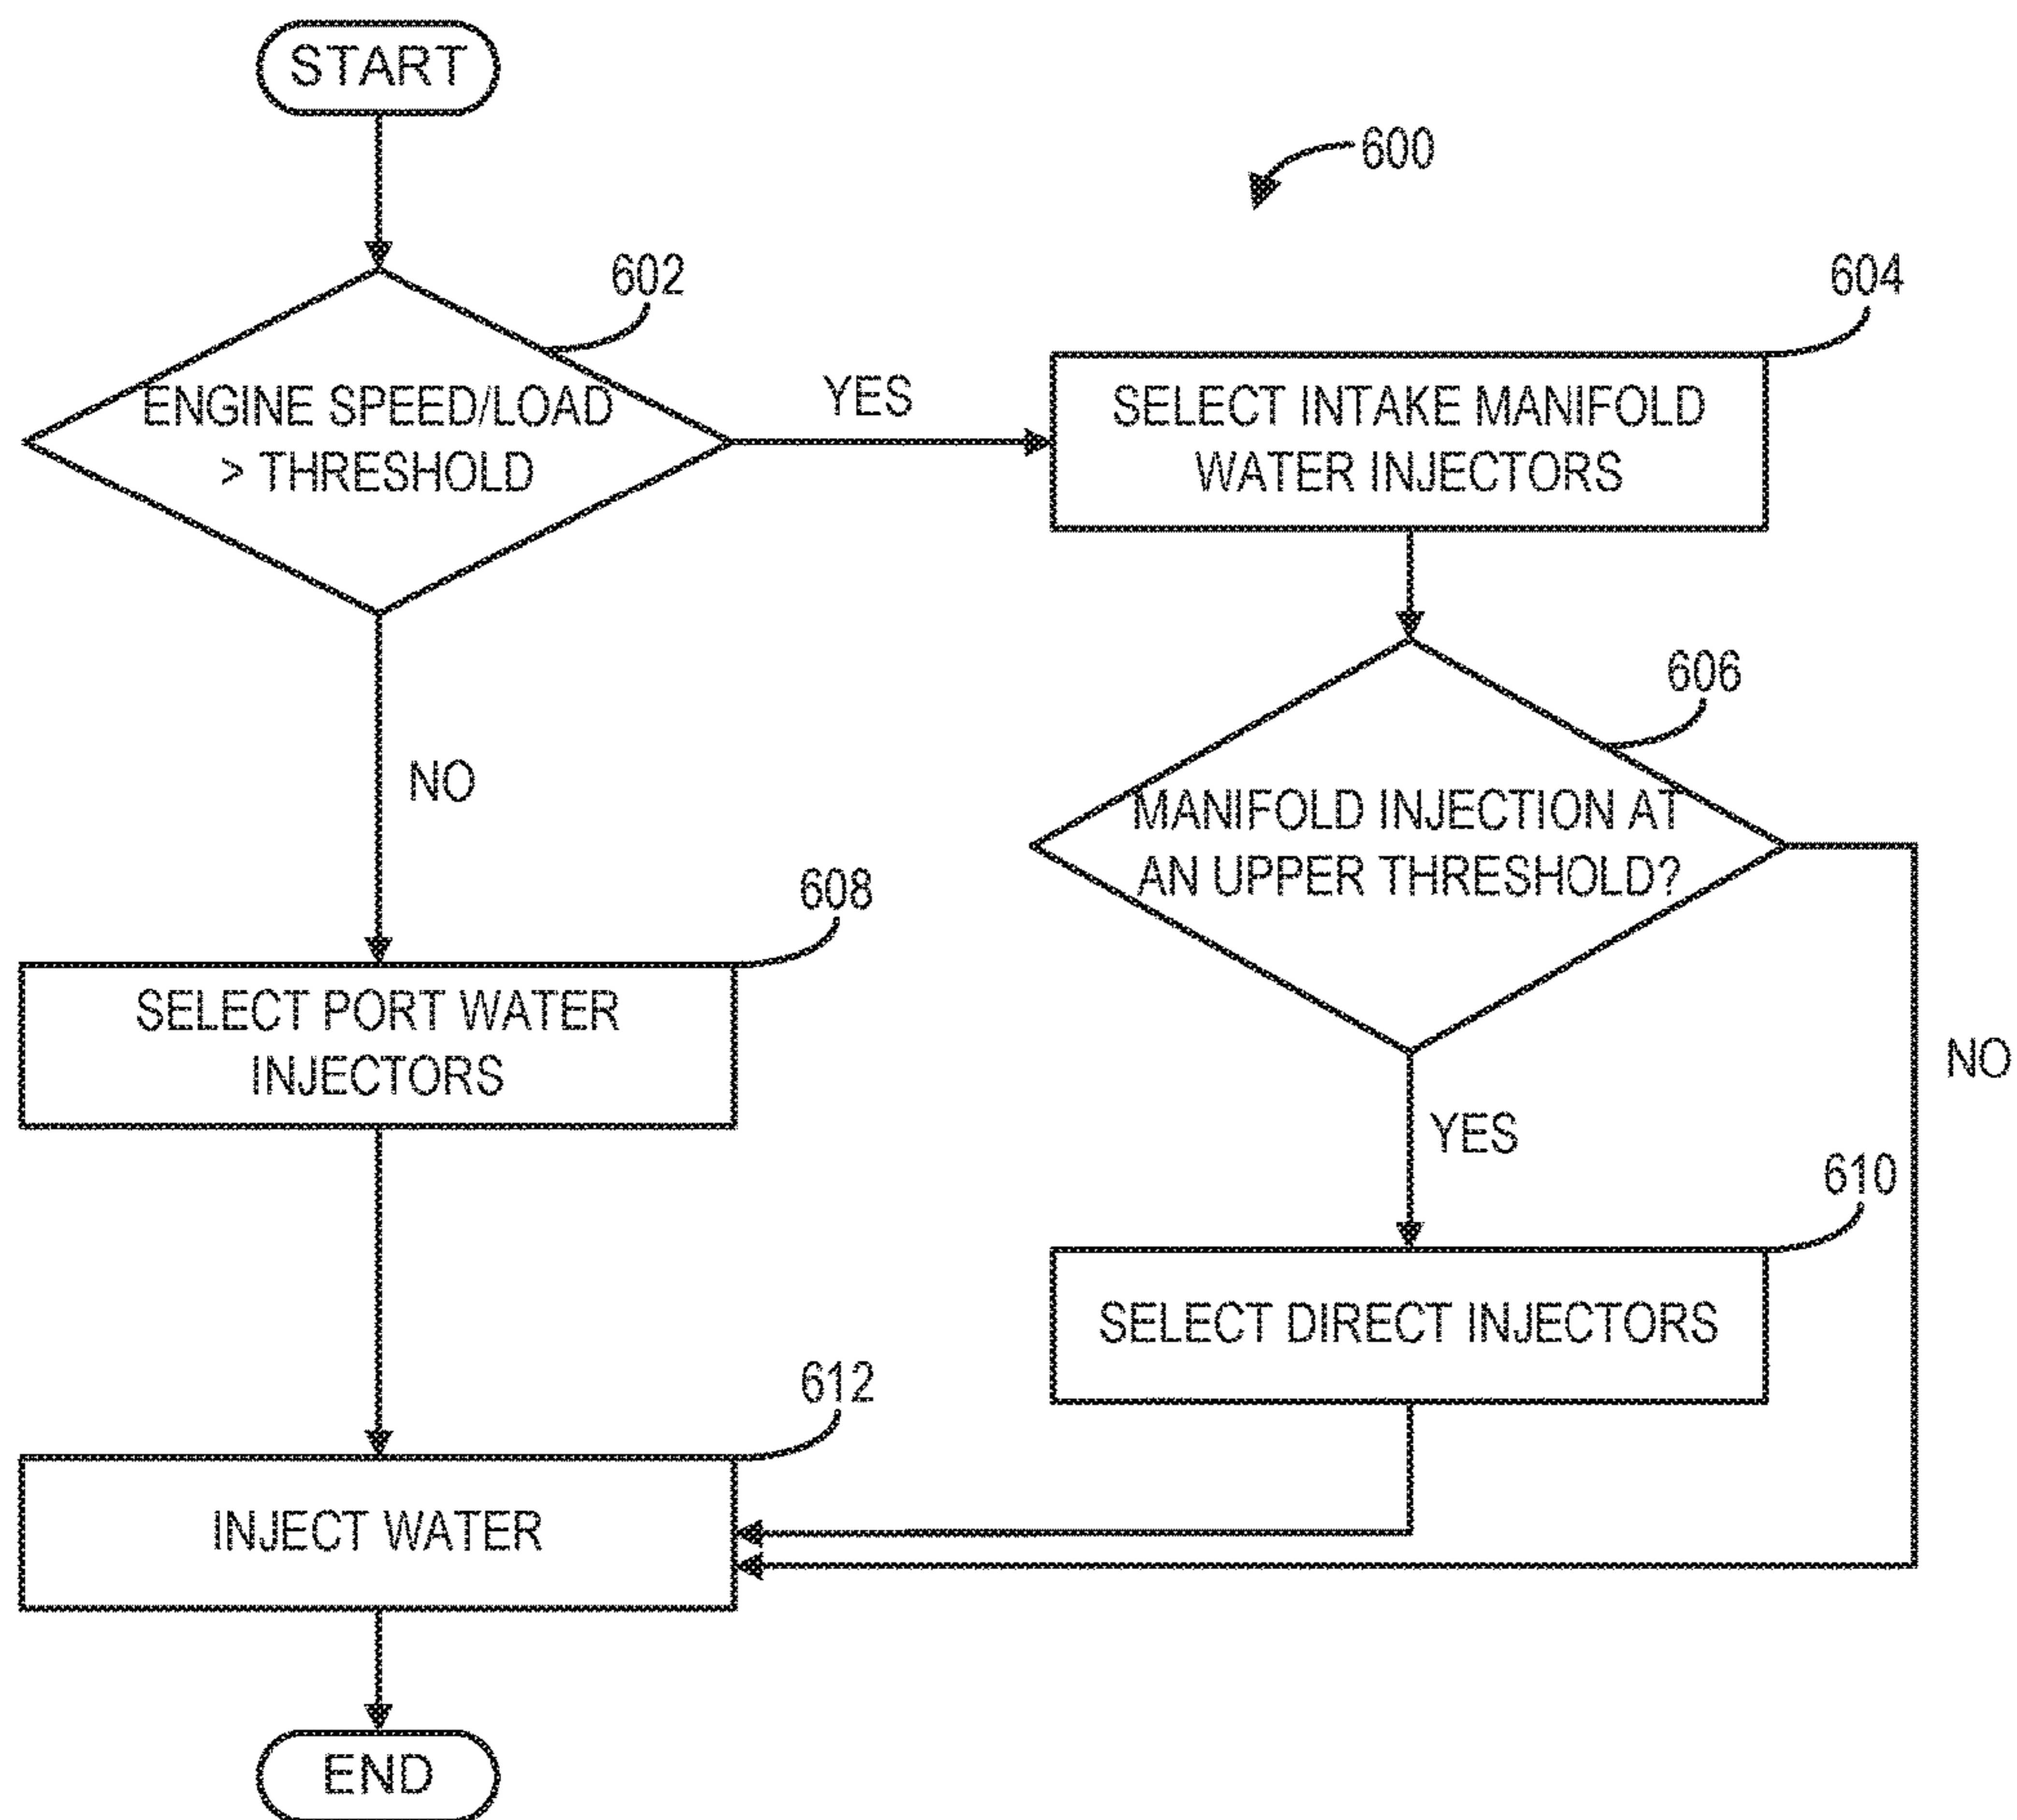 START
600
602
ENGINE SPEED/LOAD
> THRESHOLD
YES
604
SELECT INTAKE MANIFOLD
WATER INJECTORS
606
MANIFOLD INJECTION AT
AN UPPER THRESHOLD?
NO
NO
608
SELECT PORT WATER
INJECTORS
YES
610
SELECT DIRECT INJECTORS
612
INJECT WATER
END